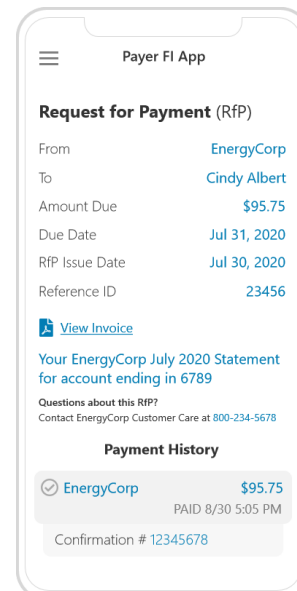 Payer FI App
Request for Payment (RfP)
From EnergyCorp
To Cindy Albert
Amount Due $95.75
Due Date Jul 31, 2020
RfP Issue Date Jul 30, 2020
Reference ID 23456
View Invoice
Your EnergyCorp July 2020 Statement
for account ending in 6789
Questions about this RfP?
Contact EnergyCorp Customer Care at 800-234-5678
Payment History
EnergyCorp $95.75
PAID 8/30 5:05 PM
Confirmation # 12345678